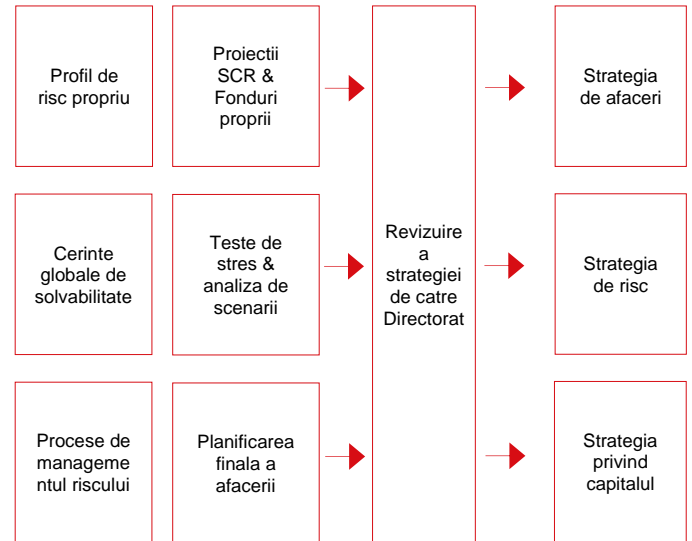 Profil de
risc propriu
Proiectii
SCR &
Fonduri
proprii
Strategia
de afaceri
Cerinte
globale de
solvabilitate
Teste de
stres &
analiza de
scenarii
Revizuire
a
strategiei
de catre
Directorat
Strategia
de risc
Procese de
manageme
ntul riscului
Planificarea
finala a
afacerii
Strategia
privind
capitalul